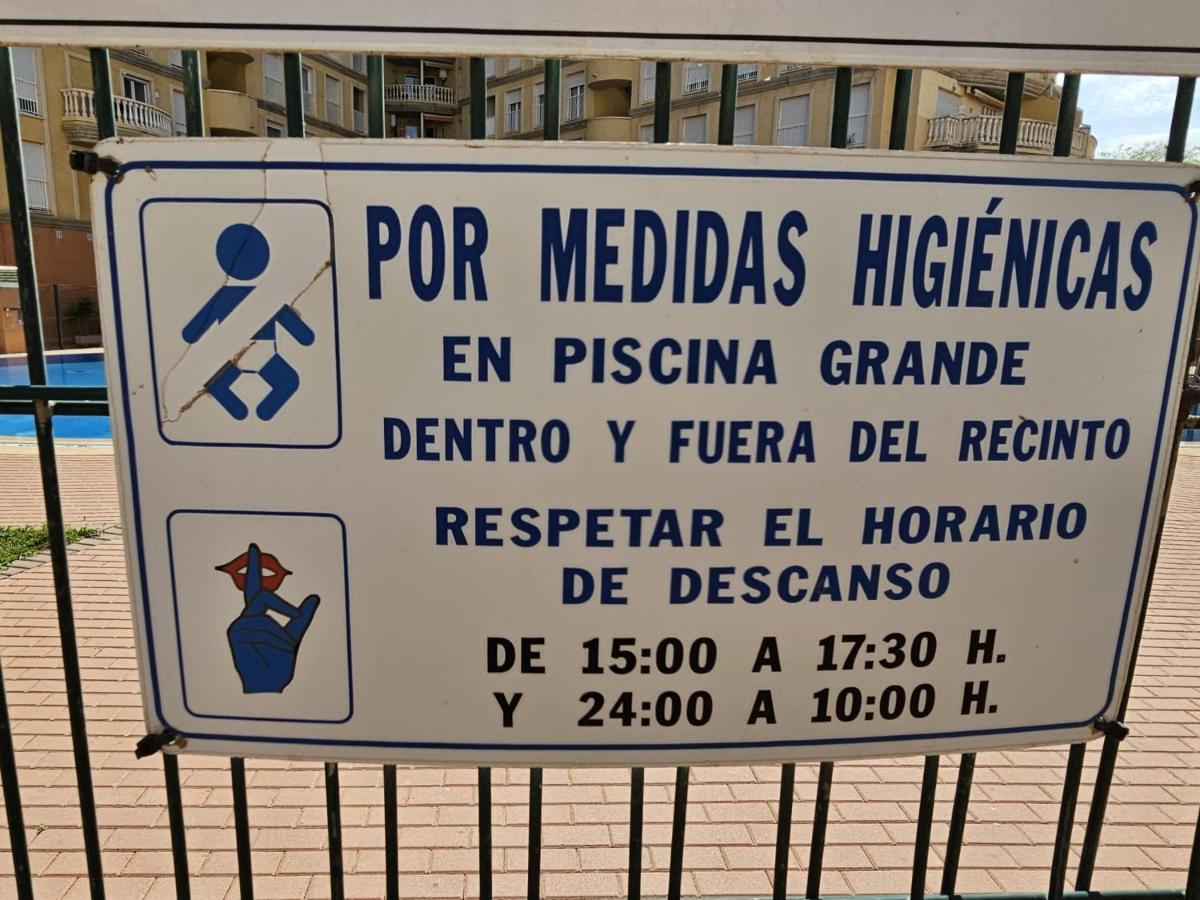 POR MEDIDAS HIGIÉNICAS
EN PISCINA GRANDE
DENTRO Y FUERA DEL RECINTO
RESPETAR EL HORARIO
DE DESCANSO
DE 15:00 A 17:30 H.
Y 24:00 A 10:00 H.